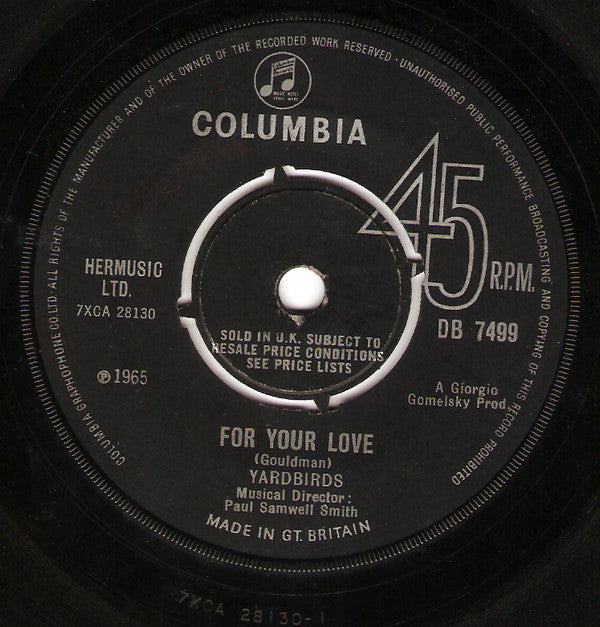 COLUMBIA GRAPHOPHONE CO. LTD · ALL RIGHTS OF THE MANUFACTURER AND OF THE OWNER OF THE RECORDED WORK RESERVED · UNAUTHORISED PUBLIC PERFORMANCE BROADCASTING AND COPYING OF THIS RECORD PROHIBITED
COLUMBIA
45
R.P.M.
HERMUSIC
LTD.
7XCA 28130
DB 7499
SOLD IN U.K. SUBJECT TO
RESALE PRICE CONDITIONS
SEE PRICE LISTS
℗ 1965
A Giorgio
Gomelsky Prod.
FOR YOUR LOVE
(Gouldman)
YARDBIRDS
Musical Director:
Paul Samwell Smith
MADE IN GT. BRITAIN
7XCA 28130-1